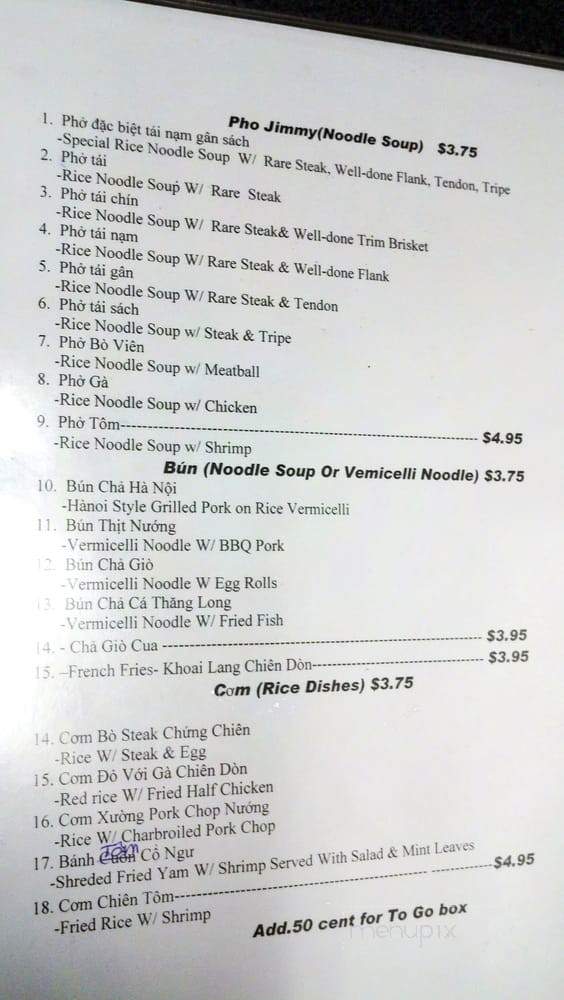 Pho Jimmy(Noodle Soup) $3.75
1. Phở đặc biệt tái nạm gân sách
-Special Rice Noodle Soup W/ Rare Steak, Well-done Flank, Tendon, Tripe
2. Phở tái
-Rice Noodle Soup W/ Rare Steak
3. Phở tái chín
-Rice Noodle Soup W/ Rare Steak& Well-done Trim Brisket
4. Phở tái nạm
-Rice Noodle Soup W/ Rare Steak & Well-done Flank
5. Phở tái gân
-Rice Noodle Soup W/ Rare Steak & Tendon
6. Phở tái sách
-Rice Noodle Soup w/ Steak & Tripe
7. Phở Bò Viên
-Rice Noodle Soup w/ Meatball
8. Phở Gà
-Rice Noodle Soup w/ Chicken
9. Phở Tôm-------------------------------------------------- $4.95
-Rice Noodle Soup w/ Shrimp
Bún (Noodle Soup Or Vemicelli Noodle) $3.75
10. Bún Chả Hà Nội
-Hànoi Style Grilled Pork on Rice Vermicelli
11. Bún Thịt Nướng
-Vermicelli Noodle W/ BBQ Pork
12. Bún Chả Giò
-Vermicelli Noodle W Egg Rolls
13. Bún Chả Cá Thăng Long
-Vermicelli Noodle W/ Fried Fish
14. - Chả Giò Cua -------------------------------------------------- $3.95
15. –French Fries- Khoai Lang Chiên Dòn-------------------------- $3.95
Cơm (Rice Dishes) $3.75
14. Cơm Bò Steak Chứng Chiên
-Rice W/ Steak & Egg
15. Cơm Đỏ Với Gà Chiên Dòn
-Red rice W/ Fried Half Chicken
16. Cơm Xường Pork Chop Nướng
-Rice W/ Charbroiled Pork Chop
17. Bánh Tôm Cổ Ngư
-Shreded Fried Yam W/ Shrimp Served With Salad & Mint Leaves
18. Cơm Chiên Tôm-------------------------------------------------- $4.95
-Fried Rice W/ Shrimp
Add.50 cent for To Go box
menupix